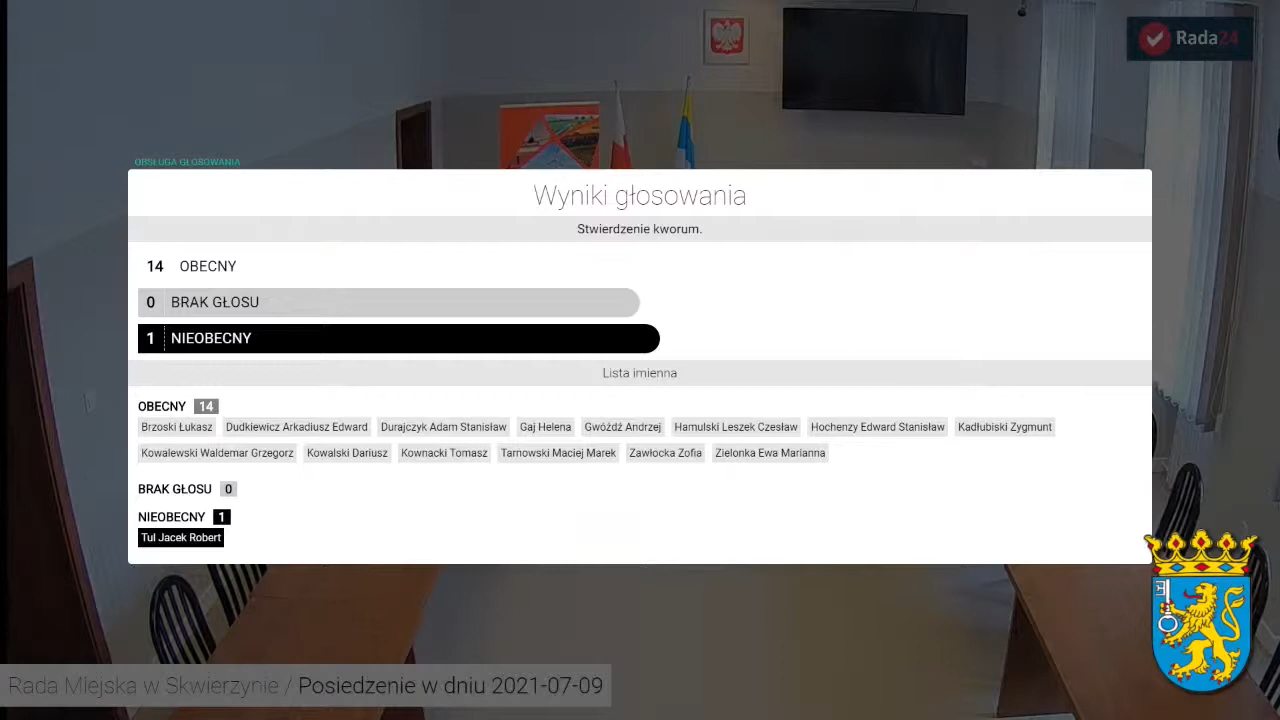 Rada24
OBSŁUGA GŁOSOWANIA
Wyniki głosowania
Stwierdzenie kworum.
14 OBECNY
0 BRAK GŁOSU
1 NIEOBECNY
Lista imienna
OBECNY 14
Brzoski Łukasz Dudkiewicz Arkadiusz Edward Durajczyk Adam Stanisław Gaj Helena Gwóźdź Andrzej Hamulski Leszek Czesław Hochenzy Edward Stanisław Kadłubiski Zygmunt
Kowalewski Waldemar Grzegorz Kowalski Dariusz Kownacki Tomasz Tarnowski Maciej Marek Zawłocka Zofia Zielonka Ewa Marianna
BRAK GŁOSU 0
NIEOBECNY 1
Tul Jacek Robert
Rada Miejska w Skwierzynie / Posiedzenie w dniu 2021-07-09